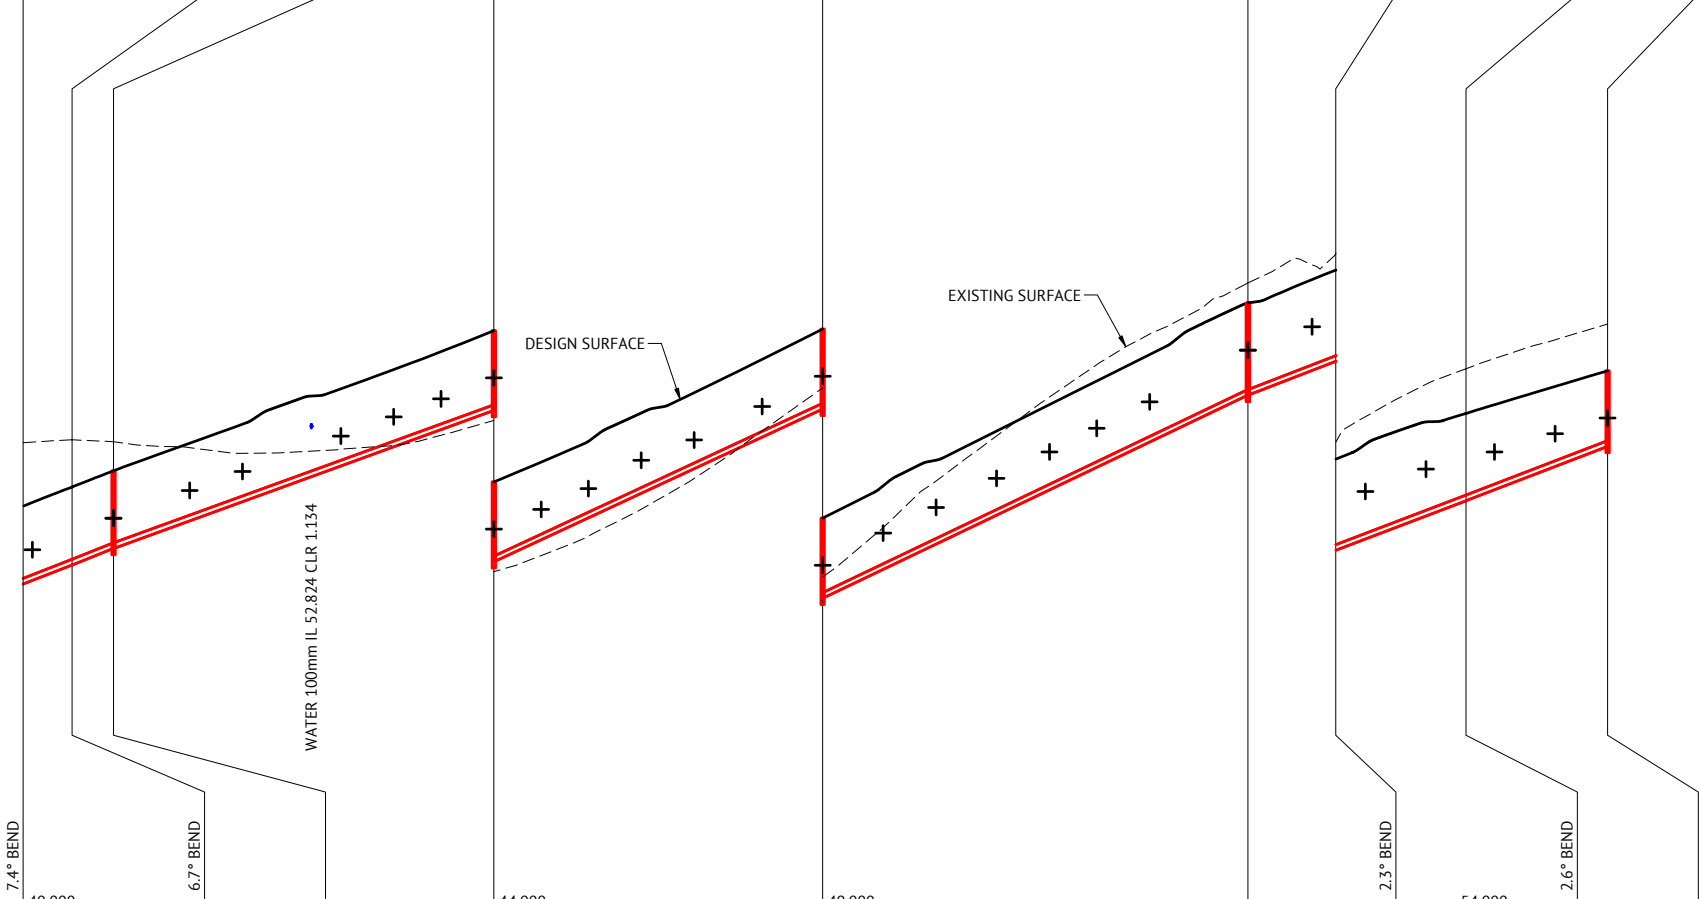 EXISTING SURFACE
DESIGN SURFACE
WATER 100mm IL 52.824 CLR 1.134
7.4° BEND
6.7° BEND
2.3° BEND
2.6° BEND